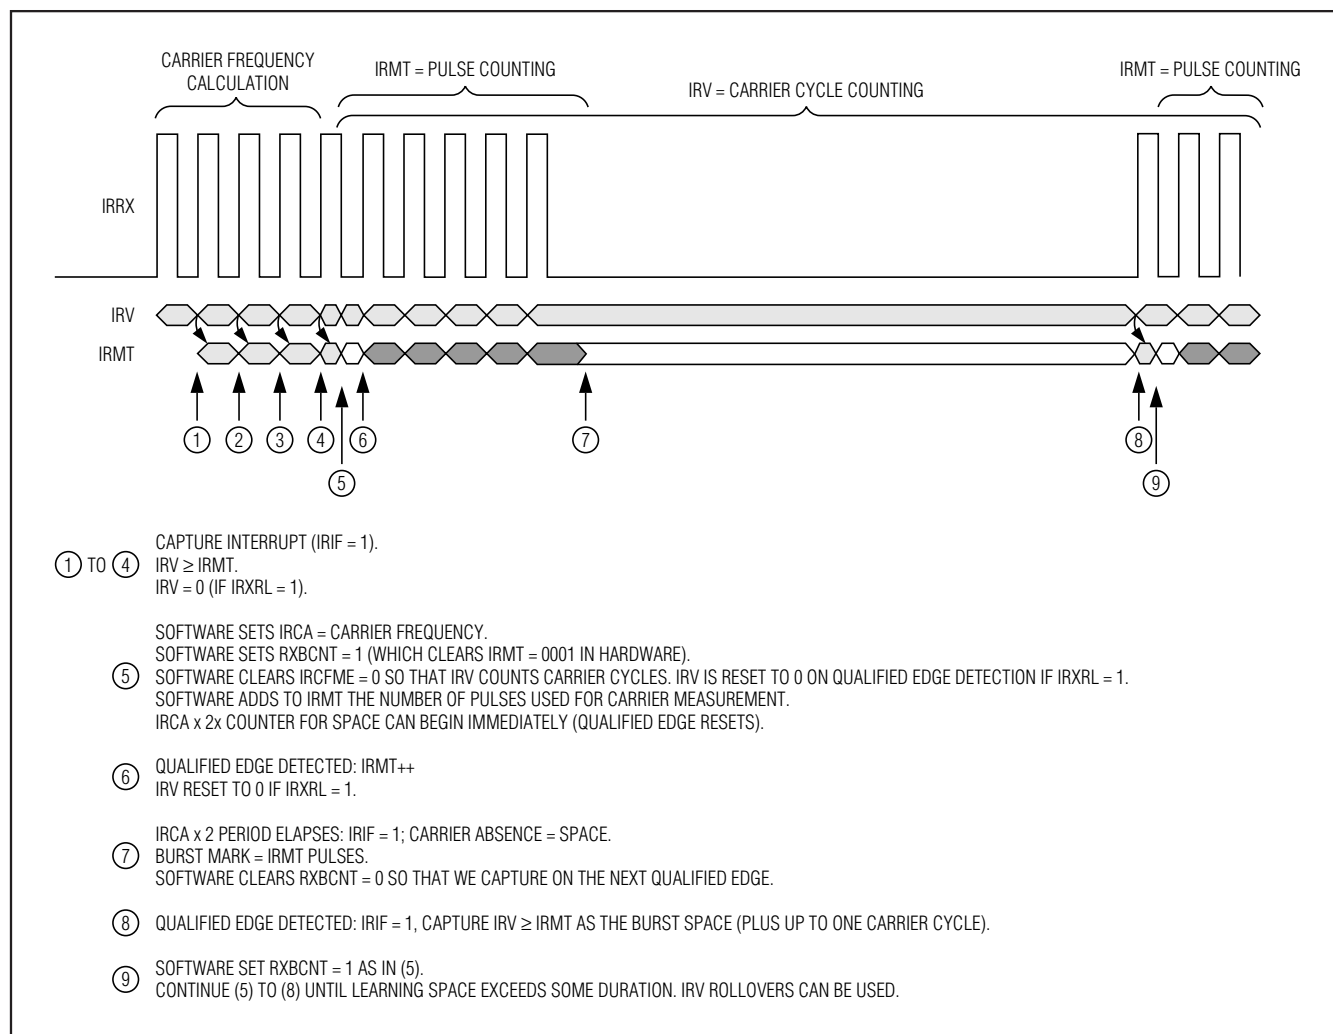 CARRIER FREQUENCY
CALCULATION
IRMT = PULSE COUNTING
IRV = CARRIER CYCLE COUNTING
IRMT = PULSE COUNTING
IRRX
IRV
IRMT
1
2
3
4
6
7
8
5
9
1 TO 4
CAPTURE INTERRUPT (IRIF = 1).
IRV ≥ IRMT.
IRV = 0 (IF IRXRL = 1).
5
SOFTWARE SETS IRCA = CARRIER FREQUENCY.
SOFTWARE SETS RXBCNT = 1 (WHICH CLEARS IRMT = 0001 IN HARDWARE).
SOFTWARE CLEARS IRCFME = 0 SO THAT IRV COUNTS CARRIER CYCLES. IRV IS RESET TO 0 ON QUALIFIED EDGE DETECTION IF IRXRL = 1.
SOFTWARE ADDS TO IRMT THE NUMBER OF PULSES USED FOR CARRIER MEASUREMENT.
IRCA x 2x COUNTER FOR SPACE CAN BEGIN IMMEDIATELY (QUALIFIED EDGE RESETS).
6
QUALIFIED EDGE DETECTED: IRMT++
IRV RESET TO 0 IF IRXRL = 1.
7
IRCA x 2 PERIOD ELAPSES: IRIF = 1; CARRIER ABSENCE = SPACE.
BURST MARK = IRMT PULSES.
SOFTWARE CLEARS RXBCNT = 0 SO THAT WE CAPTURE ON THE NEXT QUALIFIED EDGE.
8
QUALIFIED EDGE DETECTED: IRIF = 1, CAPTURE IRV ≥ IRMT AS THE BURST SPACE (PLUS UP TO ONE CARRIER CYCLE).
9
SOFTWARE SET RXBCNT = 1 AS IN (5).
CONTINUE (5) TO (8) UNTIL LEARNING SPACE EXCEEDS SOME DURATION. IRV ROLLOVERS CAN BE USED.